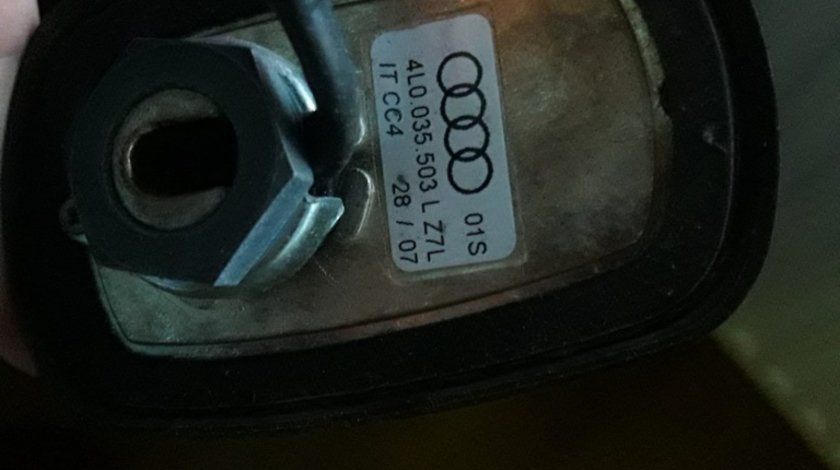 01S
4L0.035.503 L Z7L
IT CC4 28 / 07